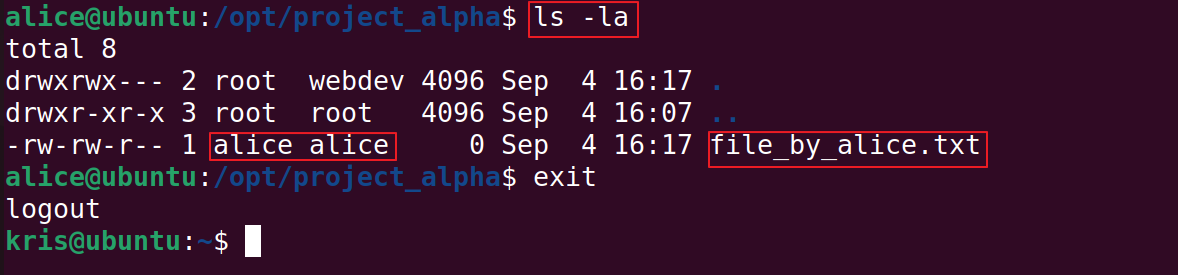 alice@ubuntu:/opt/project_alpha$ ls -la
total 8
drwxrwx--- 2 root  webdev 4096 Sep  4 16:17 .
drwxr-xr-x 3 root  root   4096 Sep  4 16:07 ..
-rw-rw-r-- 1 alice alice     0 Sep  4 16:17 file_by_alice.txt
alice@ubuntu:/opt/project_alpha$ exit
logout
kris@ubuntu:~$